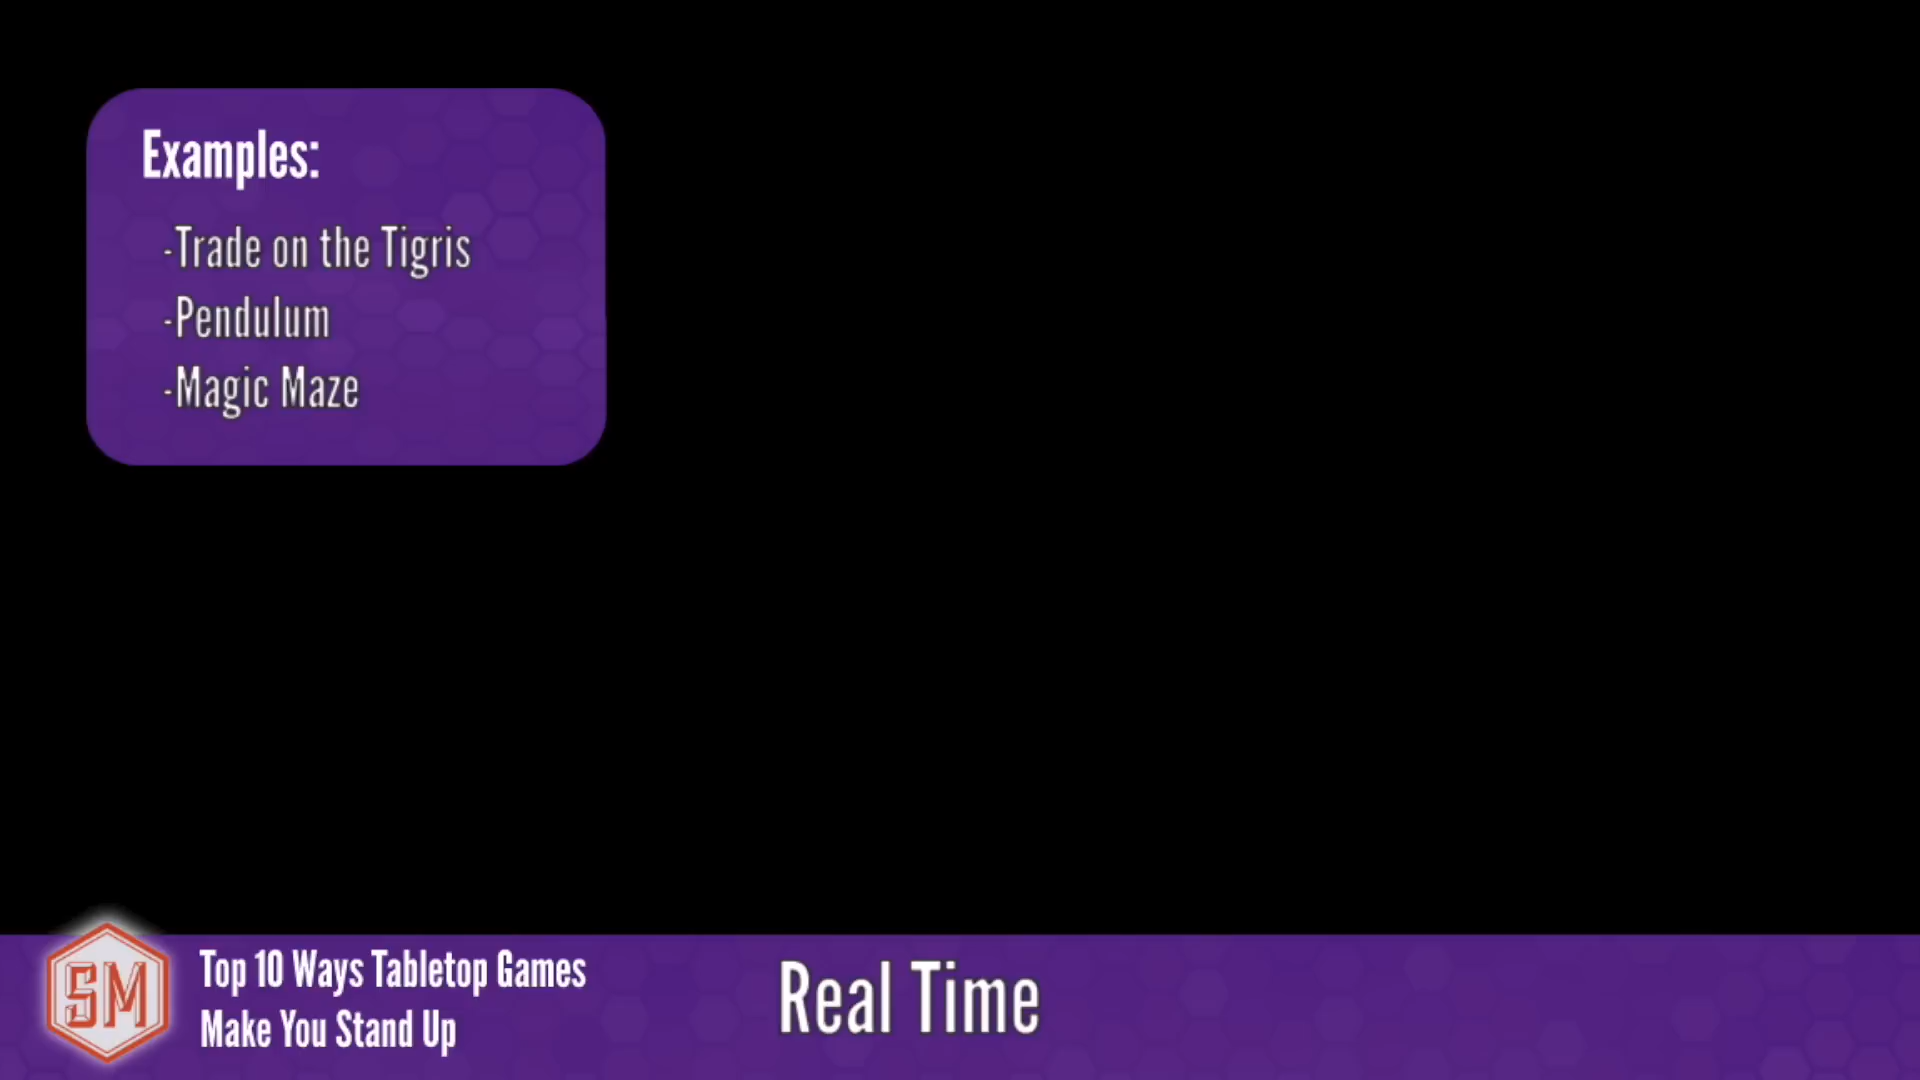 Examples:
-Trade on the Tigris
-Pendulum
-Magic Maze
SM
Top 10 Ways Tabletop Games
Make You Stand Up
Real Time